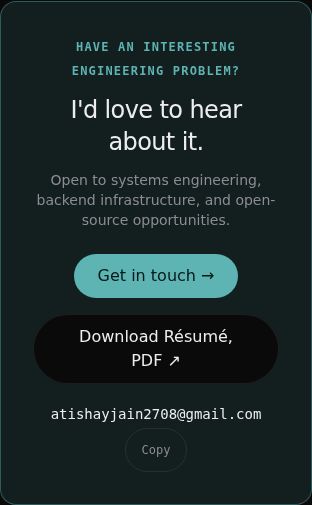 HAVE AN INTERESTING
ENGINEERING PROBLEM?
I'd love to hear
about it.
Open to systems engineering,
backend infrastructure, and open-
source opportunities.
Get in touch →
Download Résumé,
PDF ↗
atishayjain2708@gmail.com
Copy